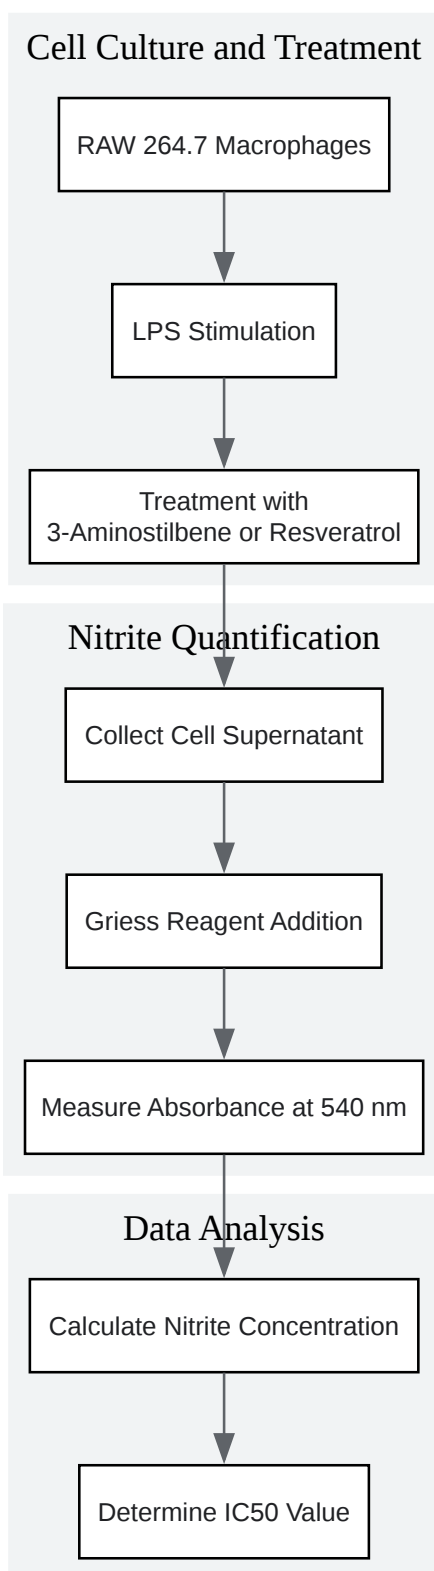 Cell Culture and Treatment
RAW 264.7 Macrophages
LPS Stimulation
Treatment with
3-Aminostilbene or Resveratrol
Nitrite Quantification
Collect Cell Supernatant
Griess Reagent Addition
Measure Absorbance at 540 nm
Data Analysis
Calculate Nitrite Concentration
Determine IC50 Value